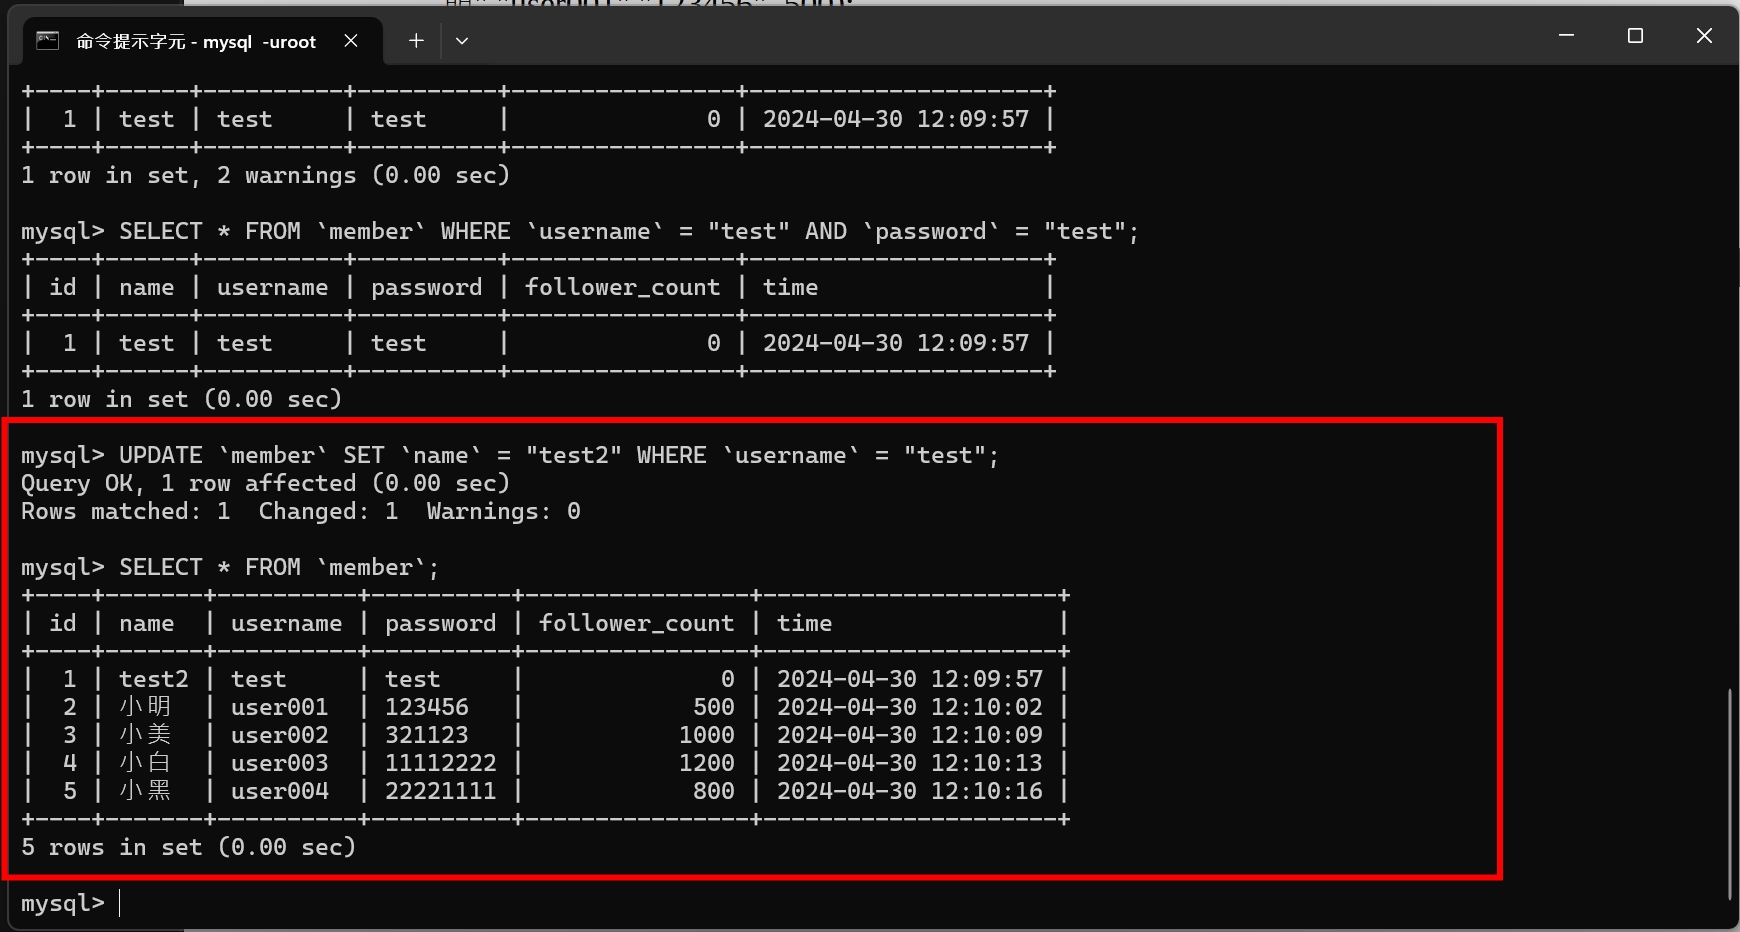 命令提示字元 - mysql  -uroot
+----+------+----------+----------+----------------+---------------------+
|  1 | test | test     | test     |              0 | 2024-04-30 12:09:57 |
+----+------+----------+----------+----------------+---------------------+
1 row in set, 2 warnings (0.00 sec)
mysql> SELECT * FROM `member` WHERE `username` = "test" AND `password` = "test";
+----+------+----------+----------+----------------+---------------------+
| id | name | username | password | follower_count | time                |
+----+------+----------+----------+----------------+---------------------+
|  1 | test | test     | test     |              0 | 2024-04-30 12:09:57 |
+----+------+----------+----------+----------------+---------------------+
1 row in set (0.00 sec)
mysql> UPDATE `member` SET `name` = "test2" WHERE `username` = "test";
Query OK, 1 row affected (0.00 sec)
Rows matched: 1  Changed: 1  Warnings: 0
mysql> SELECT * FROM `member`;
+----+-------+----------+----------+----------------+---------------------+
| id | name  | username | password | follower_count | time                |
+----+-------+----------+----------+----------------+---------------------+
|  1 | test2 | test     | test     |              0 | 2024-04-30 12:09:57 |
|  2 | 小明  | user001  | 123456   |            500 | 2024-04-30 12:10:02 |
|  3 | 小美  | user002  | 321123   |           1000 | 2024-04-30 12:10:09 |
|  4 | 小白  | user003  | 11112222 |           1200 | 2024-04-30 12:10:13 |
|  5 | 小黑  | user004  | 22221111 |            800 | 2024-04-30 12:10:16 |
+----+-------+----------+----------+----------------+---------------------+
5 rows in set (0.00 sec)
mysql>